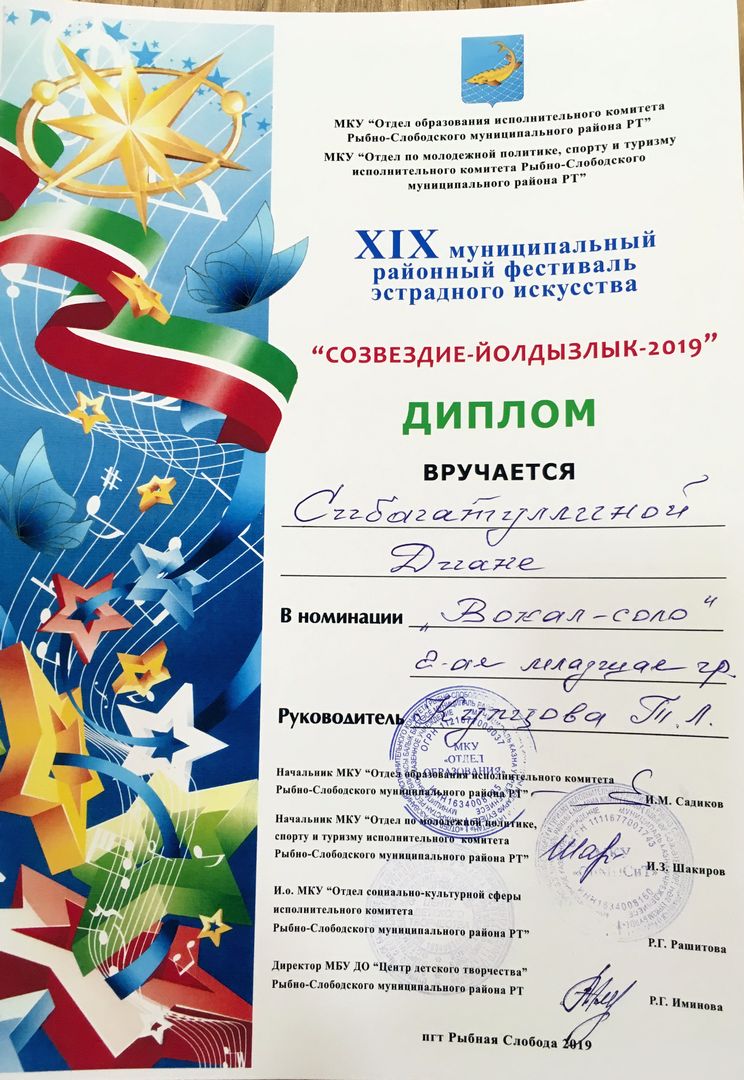 МКУ “Отдел образования исполнительного комитета
Рыбно-Слободского муниципального района РТ”
МКУ “Отдел по молодежной политике, спорту и туризму
исполнительного комитета Рыбно-Слободского
муниципального района РТ”
XIX муниципальный
районный фестиваль
эстрадного искусства
“СОЗВЕЗДИЕ-ЙОЛДЫЗЛЫК-2019”
ДИПЛОМ
ВРУЧАЕТСЯ
Сибагатуллиной
Диане
В номинации „Вокал-соло“
2-ая младшая гр.
Руководитель Т.Л.
МКУ
«ОТДЕЛ
ОБРАЗОВАНИЯ»
Начальник МКУ “Отдел образования исполнительного комитета
Рыбно-Слободского муниципального района РТ” И.М. Садиков
Начальник МКУ “Отдел по молодежной политике,
спорту и туризму исполнительного комитета
Рыбно-Слободского муниципального района РТ” И.З. Шакиров
И.о. МКУ “Отдел социально-культурной сферы
исполнительного комитета
Рыбно-Слободского муниципального района РТ”
Р.Г. Рашитова
Директор МБУ ДО “Центр детского творчества”
Рыбно-Слободского муниципального района РТ Р.Г. Иминова
пгт Рыбная Слобода 2019